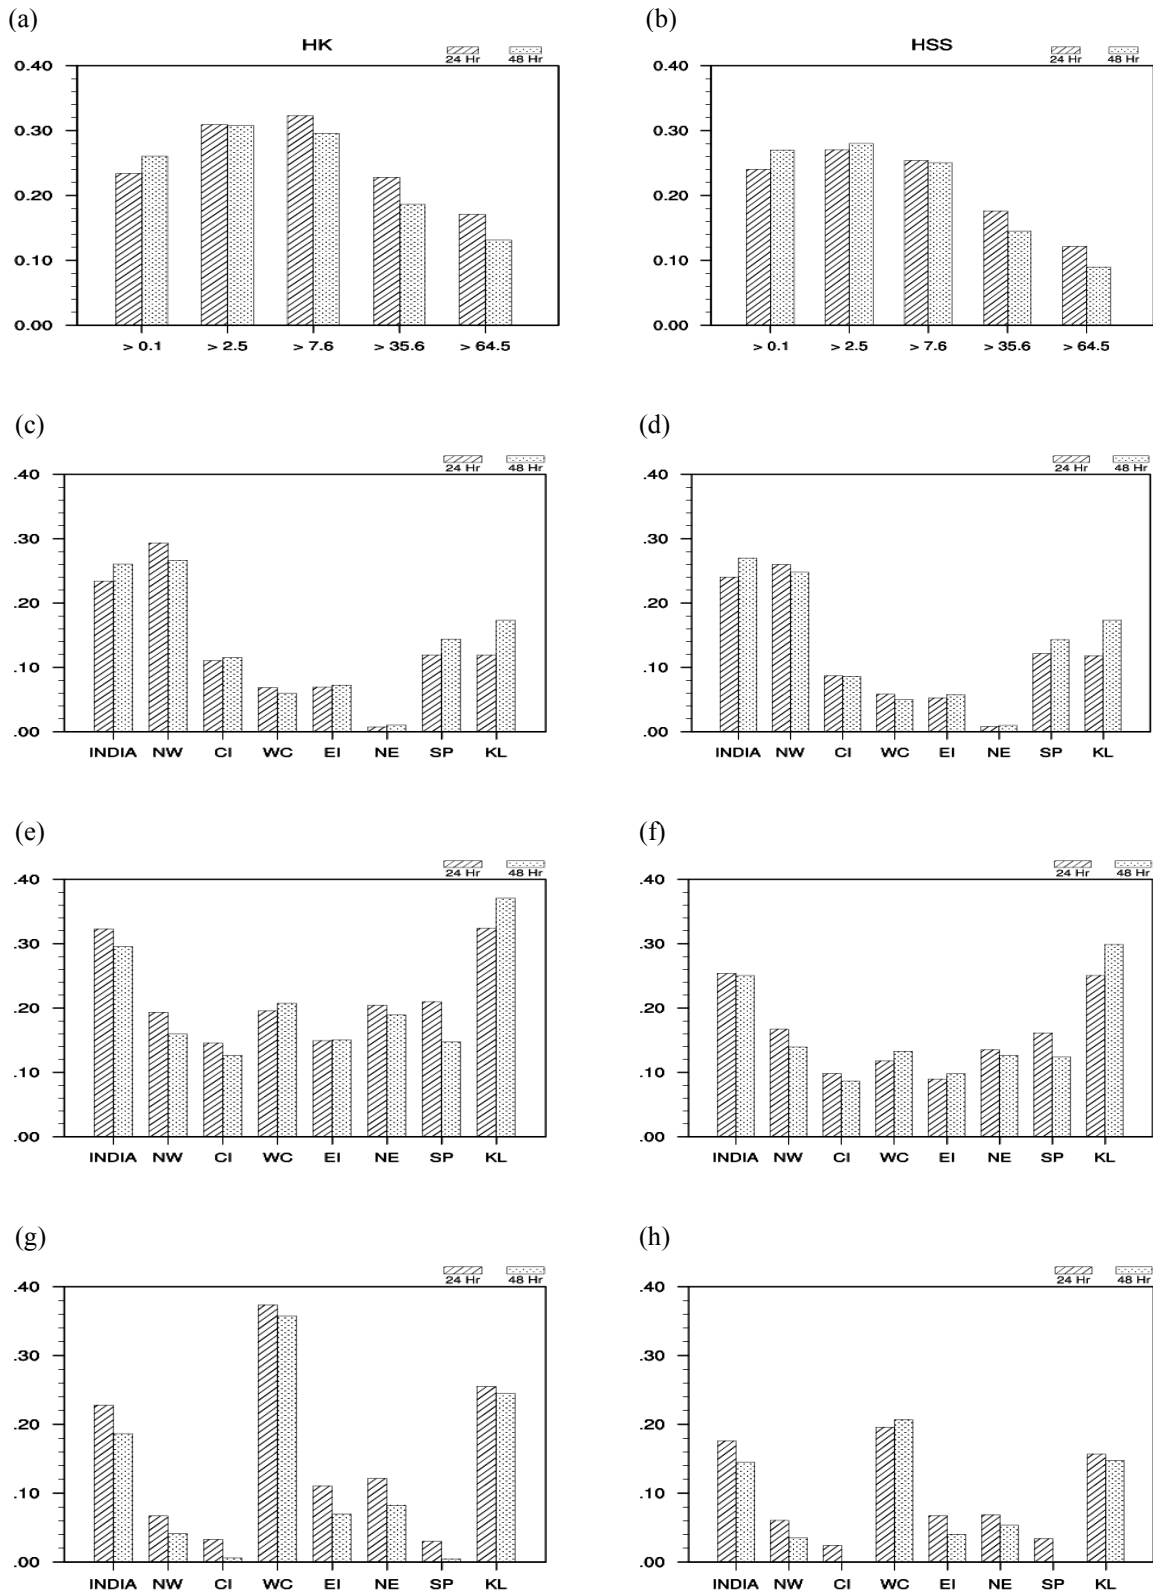 (a) (b)
HK HSS
24 Hr 48 Hr 24 Hr 48 Hr
0.40 0.40
0.30 0.30
0.20 0.20
0.10 0.10
0.00 0.00
> 0.1 > 2.5 > 7.6 > 35.6 > 64.5 > 0.1 > 2.5 > 7.6 > 35.6 > 64.5
(c) (d)
24 Hr 48 Hr 24 Hr 48 Hr
.40 .40
.30 .30
.20 .20
.10 .10
.00 .00
INDIA NW CI WC EI NE SP KL INDIA NW CI WC EI NE SP KL
(e) (f)
24 Hr 48 Hr 24 Hr 48 Hr
.40 .40
.30 .30
.20 .20
.10 .10
.00 .00
INDIA NW CI WC EI NE SP KL INDIA NW CI WC EI NE SP KL
(g) (h)
24 Hr 48 Hr 24 Hr 48 Hr
.40 .40
.30 .30
.20 .20
.10 .10
.00 .00
INDIA NW CI WC EI NE SP KL INDIA NW CI WC EI NE SP KL